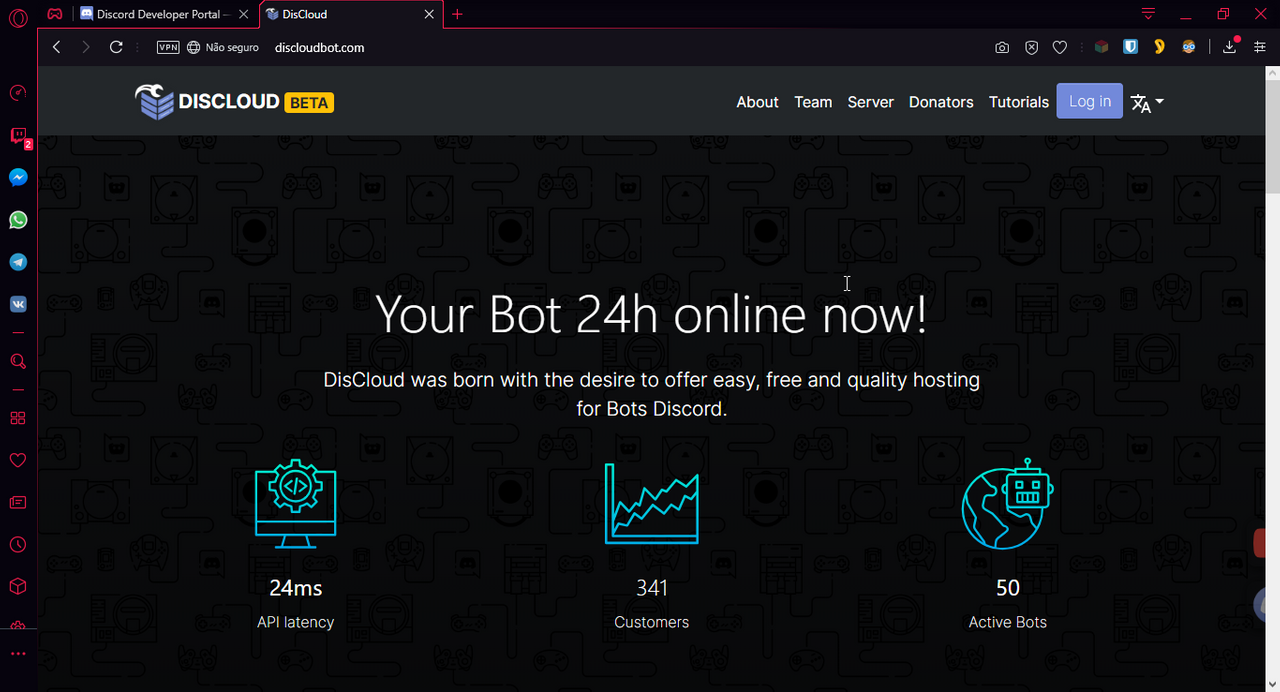 Discord Developer Portal —
DisCloud
VPN
Não seguro
discloudbot.com
2
DISCLOUD BETA
About
Team
Server
Donators
Tutorials
Log in
Your Bot 24h online now!
DisCloud was born with the desire to offer easy, free and quality hosting
for Bots Discord.
24ms
341
50
API latency
Customers
Active Bots